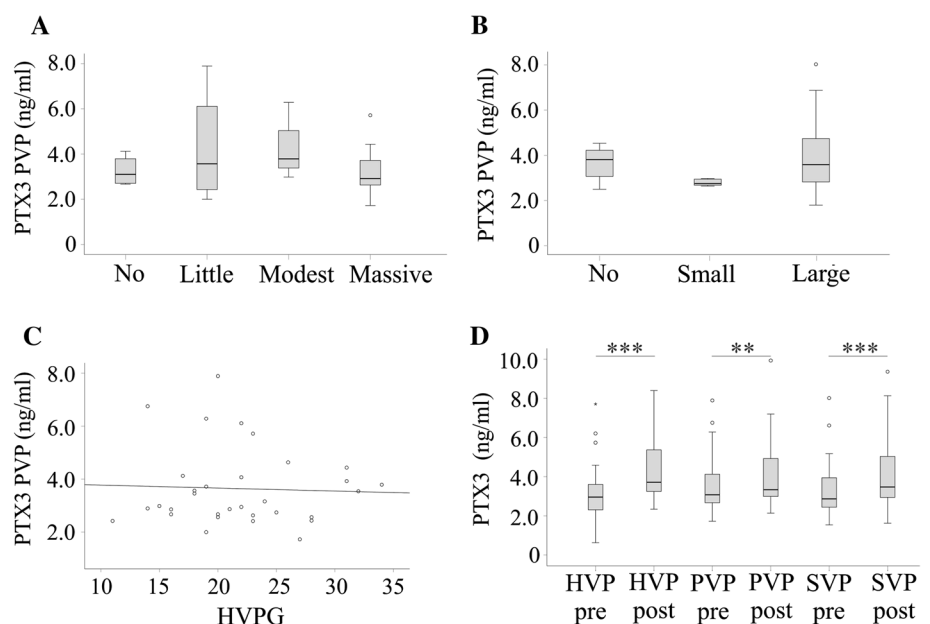 A
PTX3 PVP (ng/ml)
8.0
6.0
4.0
2.0
0
No Little Modest Massive
B
PTX3 PVP (ng/ml)
8.0
6.0
4.0
2.0
0
No Small Large
C
PTX3 PVP (ng/ml)
8.0
6.0
4.0
2.0
10 15 20 25 30 35
HVPG
D
PTX3 (ng/ml)
*** ** ***
10.0
8.0
6.0
4.0
2.0
0
HVP HVP PVP PVP SVP SVP
pre post pre post pre post